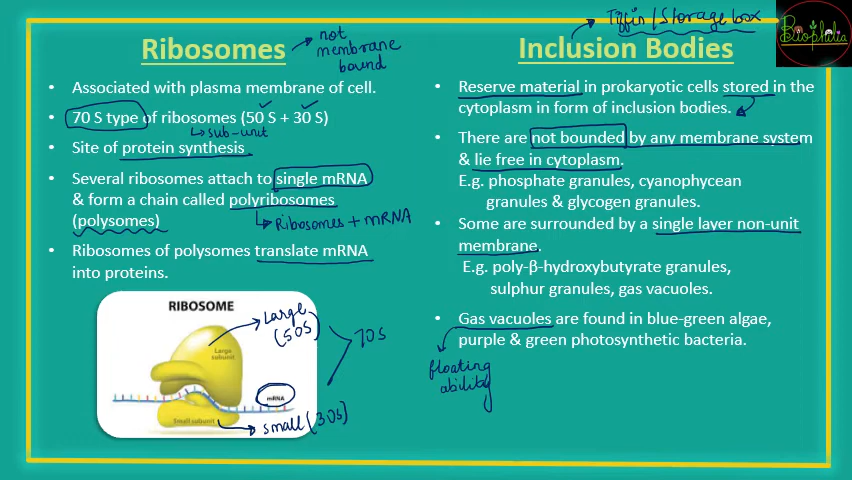 Ribosomes
not
membrane
bound
• Associated with plasma membrane of cell.
• 70 S type of ribosomes (50 S + 30 S)
sub-unit
• Site of protein synthesis
• Several ribosomes attach to single mRNA
& form a chain called polyribosomes
(polysomes)
Ribosomes + mRNA
• Ribosomes of polysomes translate mRNA
into proteins.
RIBOSOME
Large
(50S)
Large
subunit
70S
mRNA
Small subunit
small (30S)
Tiffin/Storage box
Biophilia
Inclusion Bodies
• Reserve material in prokaryotic cells stored in the
cytoplasm in form of inclusion bodies.
• There are not bounded by any membrane system
& lie free in cytoplasm.
E.g. phosphate granules, cyanophycean
granules & glycogen granules.
• Some are surrounded by a single layer non-unit
membrane.
E.g. poly-β-hydroxybutyrate granules,
sulphur granules, gas vacuoles.
• Gas vacuoles are found in blue-green algae,
purple & green photosynthetic bacteria.
floating
ability